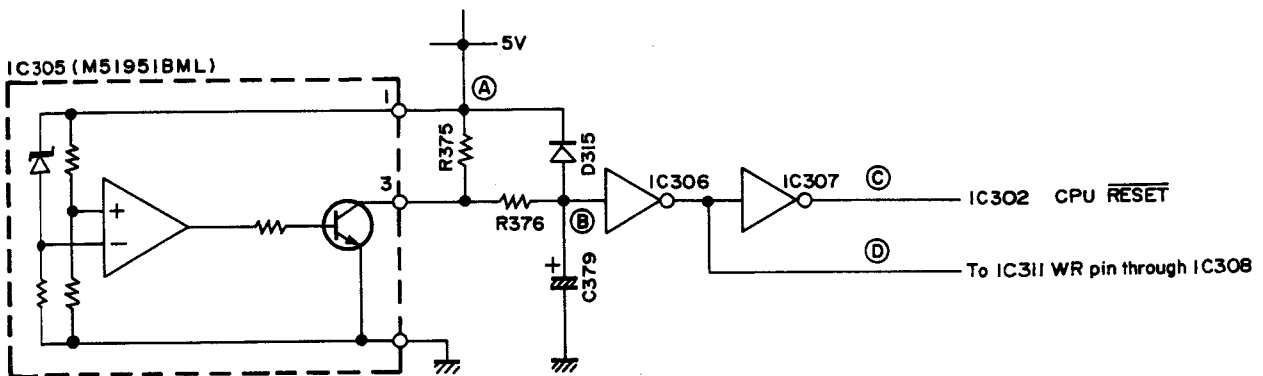 5V
IC305 (M51951BML)
1
A
R375
D315
3
R376
B
IC306
IC307
C
IC302 CPU RESET
+
−
+
C379
D
To IC311 WR pin through IC308